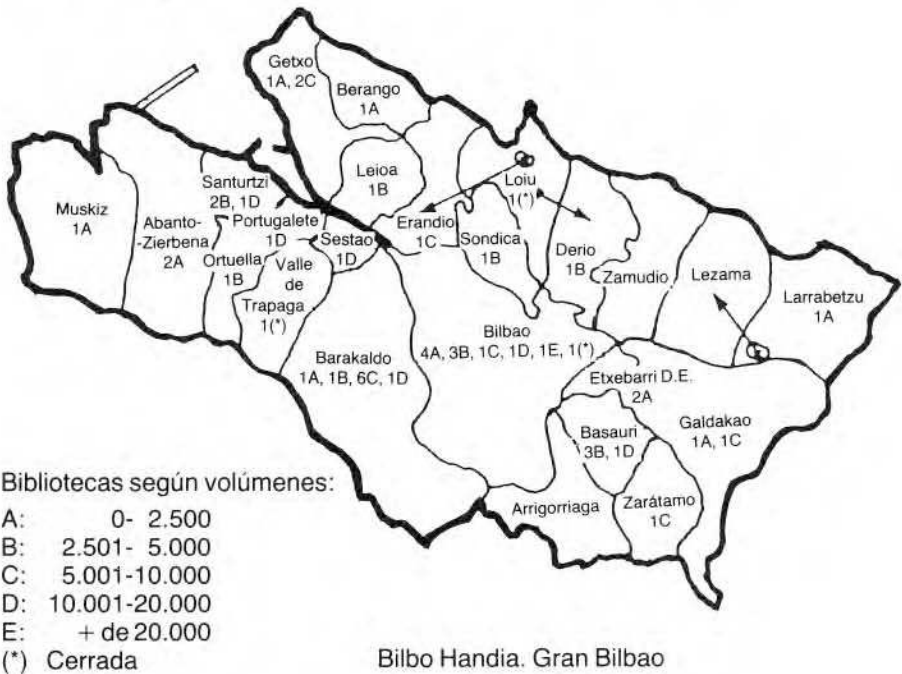 Getxo
1A, 2C
Berango
1A
Leioa
1B
Loiu
1(*)
Santurtzi
2B, 1D
Muskiz
1A
Abanto-
-Zierbena
2A
Portugalete
1D
Sestao
1D
Erandio
1C
Sondica
1B
Derio
1B
Zamudio
Lezama
Larrabetzu
1A
Ortuella
1B
Valle
de
Trapaga
1(*)
Barakaldo
1A, 1B, 6C, 1D
Bilbao
4A, 3B, 1C, 1D, 1E, 1(*)
Etxebarri D.E.
2A
Galdakao
1A, 1C
Basauri
3B, 1D
Arrigorriaga
Zarátamo
1C
Bibliotecas según volúmenes:
A: 0- 2.500
B: 2.501- 5.000
C: 5.001-10.000
D: 10.001-20.000
E: + de 20.000
(*) Cerrada
Bilbo Handia. Gran Bilbao